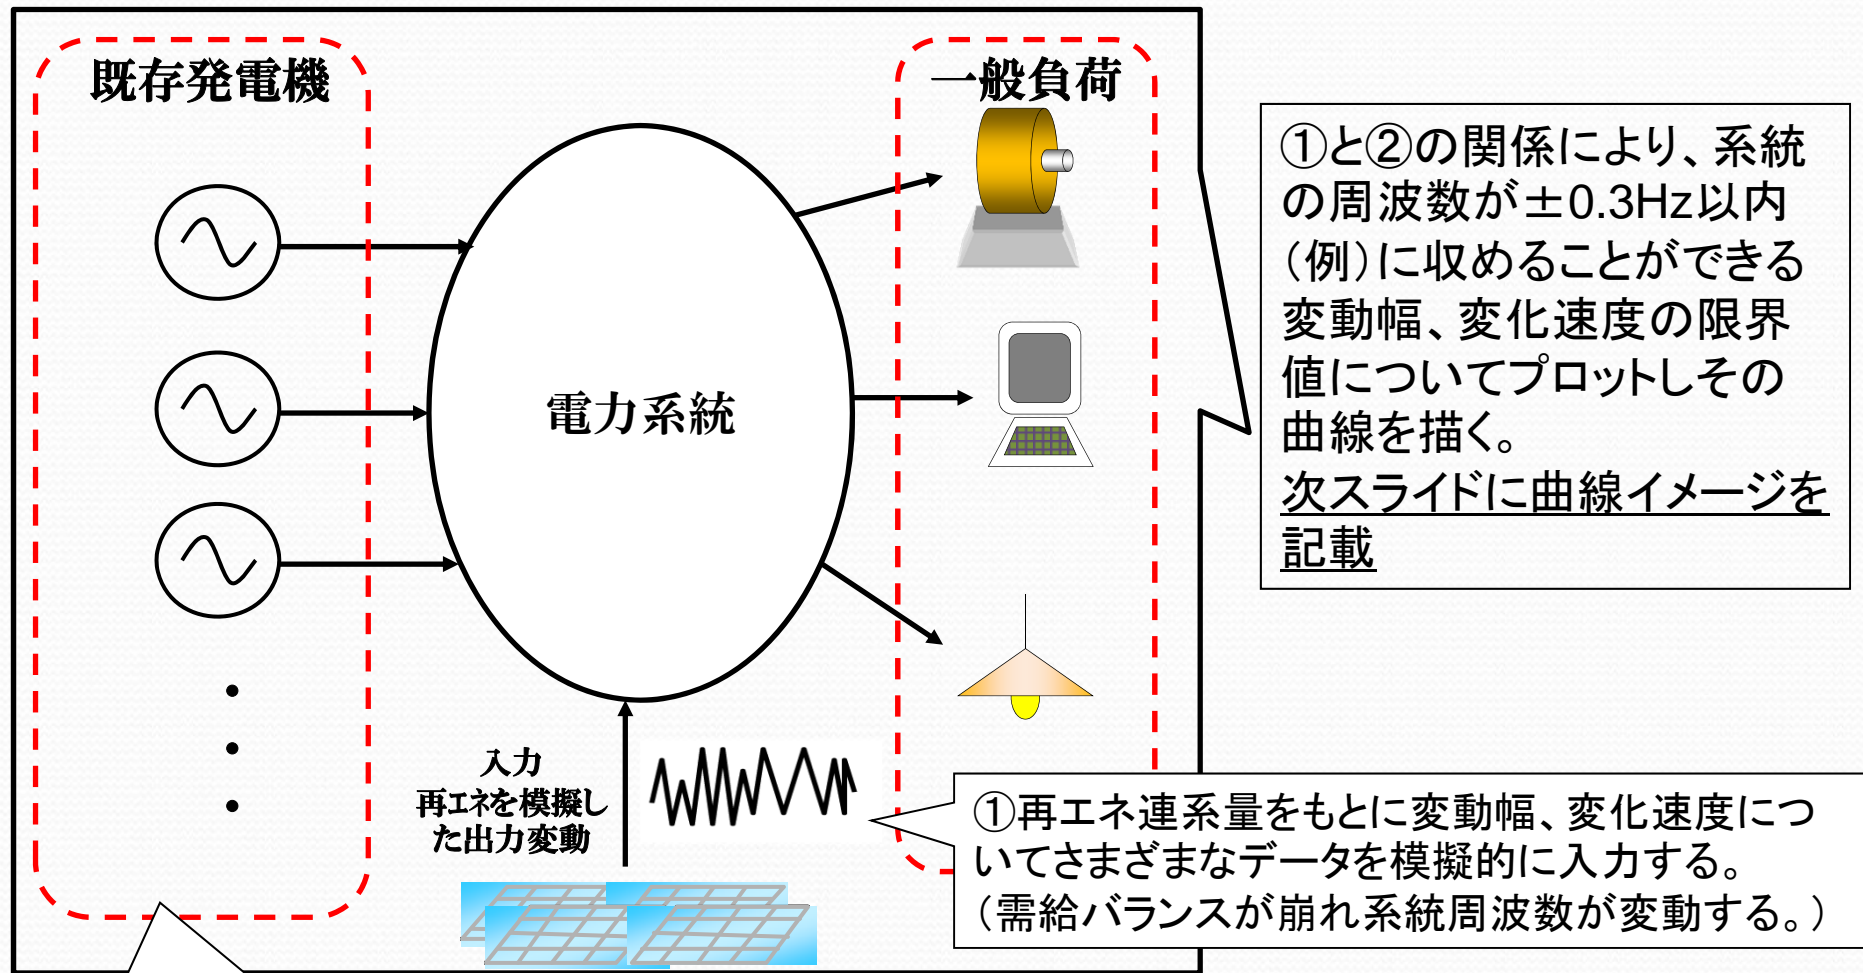 既存発電機
一般負荷
①と②の関係により、系統
の周波数が±0.3Hz以内
（例）に収めることができる
変動幅、変化速度の限界
値についてプロットしその
曲線を描く。
次スライドに曲線イメージを
記載
電力系統
入力
再エネを模擬し
た出力変動
①再エネ連系量をもとに変動幅、変化速度につ
いてさまざまなデータを模擬的に入力する。
（需給バランスが崩れ系統周波数が変動する。）